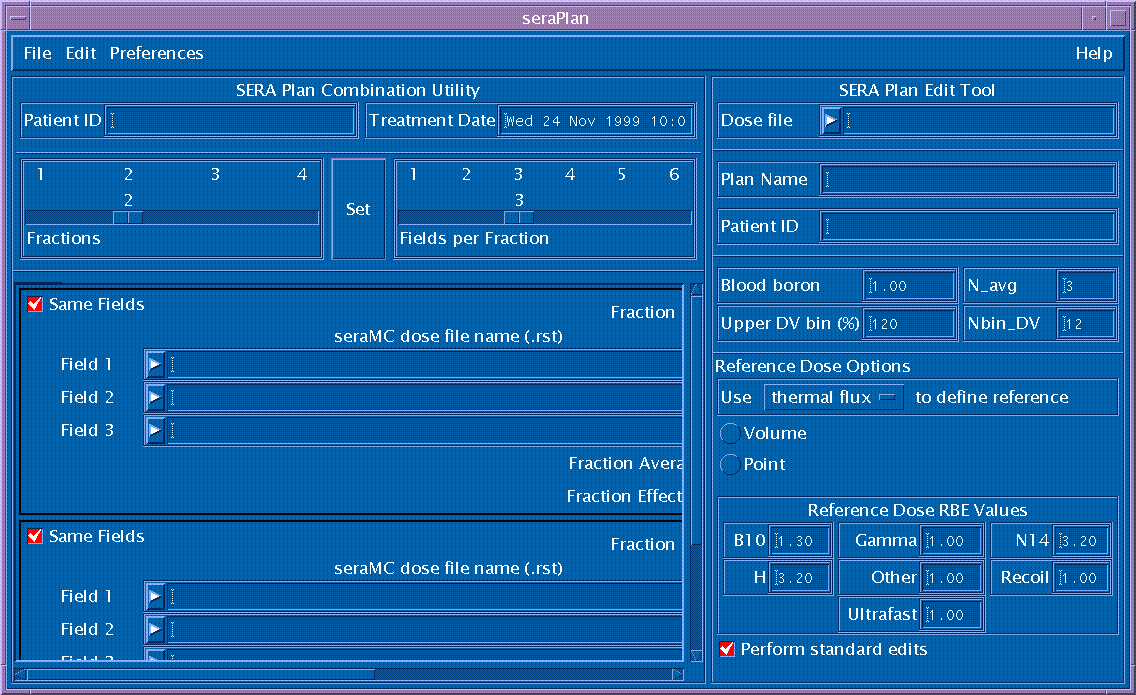 seraPlan
File Edit Preferences Help
SERA Plan Combination Utility
Patient ID Treatment Date Wed 24 Nov 1999 10:0
1 2 3 4
2
Fractions
Set
1 2 3 4 5 6
3
Fields per Fraction
Same Fields
Fraction
seraMC dose file name (.rst)
Field 1
Field 2
Field 3
Fraction Avera
Fraction Effect
Same Fields
Fraction
seraMC dose file name (.rst)
Field 1
Field 2
Field 3
SERA Plan Edit Tool
Dose file
Plan Name
Patient ID
Blood boron 1.00 N_avg 3
Upper DV bin (%) 120 Nbin_DV 12
Reference Dose Options
Use thermal flux to define reference
Volume
Point
Reference Dose RBE Values
B10 1.30 Gamma 1.00 N14 3.20
H 3.20 Other 1.00 Recoil 1.00
Ultrafast 1.00
Perform standard edits